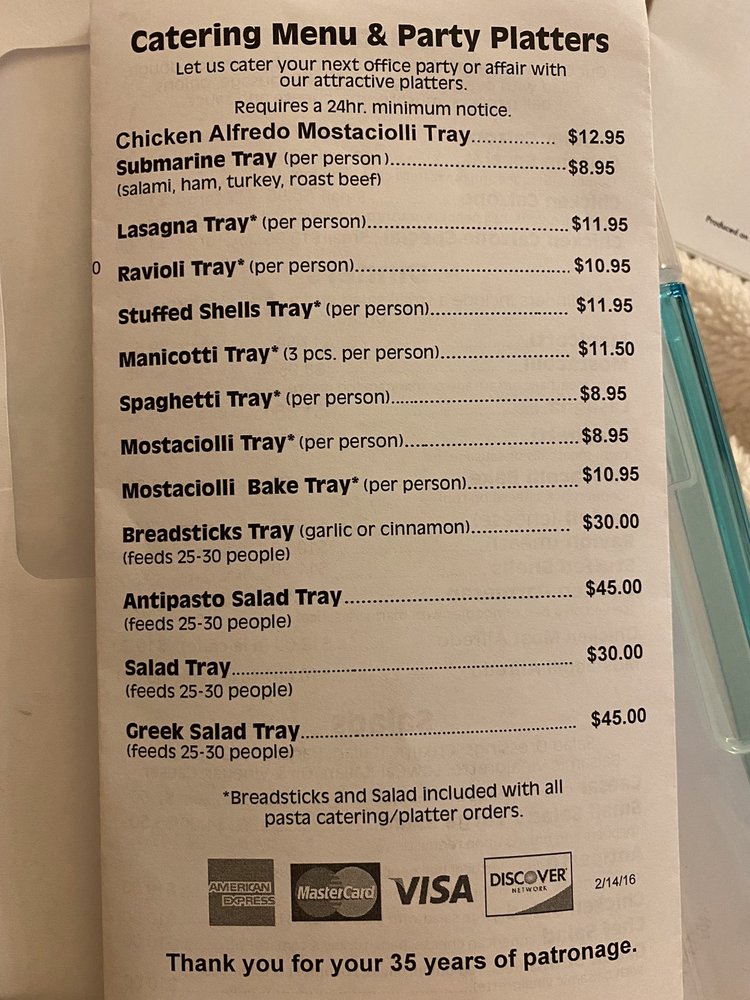 Catering Menu & Party Platters
Let us cater your next office party or affair with
our attractive platters.
Requires a 24hr. minimum notice.
Chicken Alfredo Mostaciolli Tray.............. $12.95
Submarine Tray (per person)................................$8.95
(salami, ham, turkey, roast beef)
Lasagna Tray* (per person)....................................$11.95
Ravioli Tray* (per person)....................................... $10.95
Stuffed Shells Tray* (per person)......................... $11.95
Manicotti Tray* (3 pcs. per person)....................... $11.50
Spaghetti Tray* (per person)..................................$8.95
Mostaciolli Tray* (per person)...............................$8.95
Mostaciolli Bake Tray* (per person).................... $10.95
Breadsticks Tray (garlic or cinnamon).................. $30.00
(feeds 25-30 people)
Antipasto Salad Tray......................................... $45.00
(feeds 25-30 people)
Salad Tray............................................................. $30.00
(feeds 25-30 people)
Greek Salad Tray.................................................. $45.00
(feeds 25-30 people)
*Breadsticks and Salad included with all
pasta catering/platter orders.
AMERICAN EXPRESS MasterCard VISA DISCOVER NETWORK 2/14/16
Thank you for your 35 years of patronage.
0
Produced on